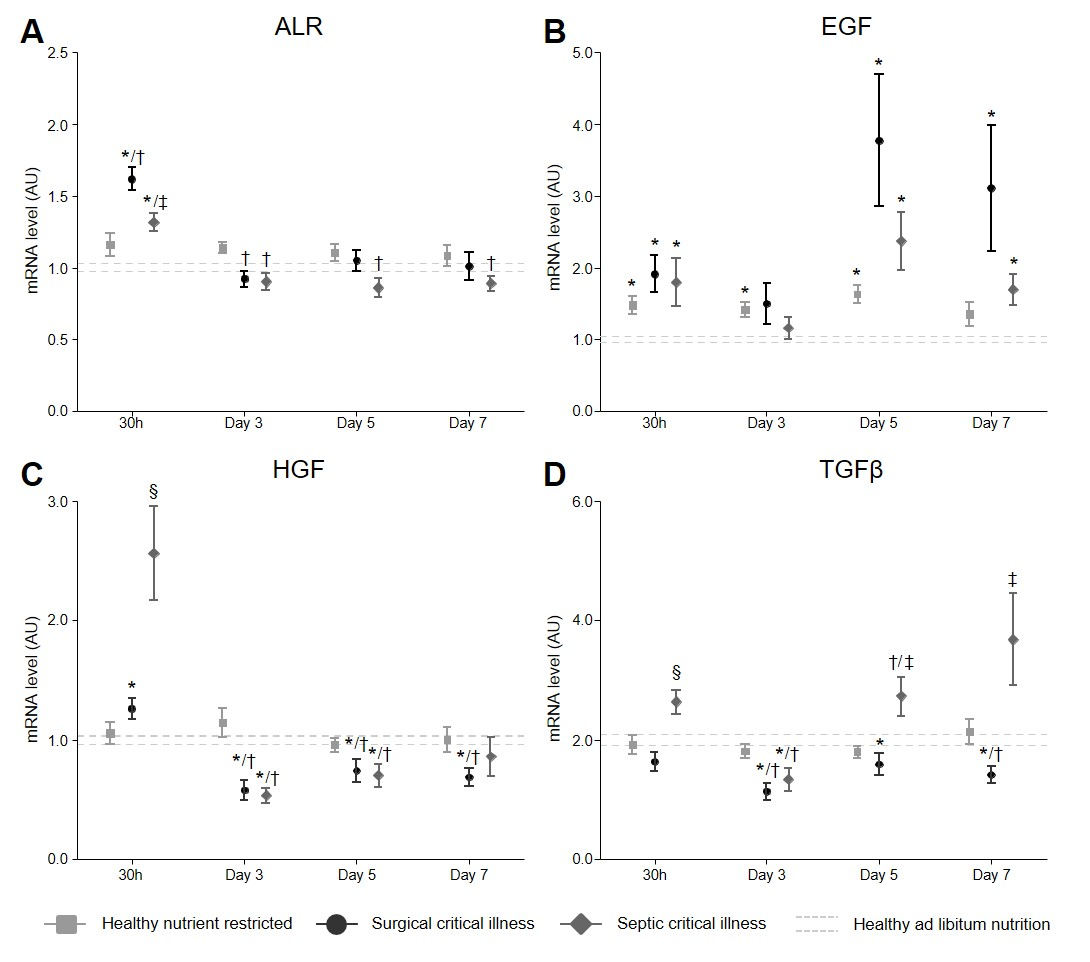 A
ALR
mRNA level (AU)
2.5
2.0
1.5
1.0
0.5
0.0
*/†
*/‡
† †
†
†
30h Day 3 Day 5 Day 7
B
EGF
mRNA level (AU)
5.0
4.0
3.0
2.0
1.0
0.0
* * *
*
* * *
* *
30h Day 3 Day 5 Day 7
C
HGF
mRNA level (AU)
3.0
2.0
1.0
0.0
* §
*/† */†
*/† */†
*/†
30h Day 3 Day 5 Day 7
D
TGFβ
mRNA level (AU)
6.0
4.0
2.0
0.0
§
*/† */†
* †/‡
*/† ‡
30h Day 3 Day 5 Day 7
Healthy nutrient restricted Surgical critical illness Septic critical illness Healthy ad libitum nutrition